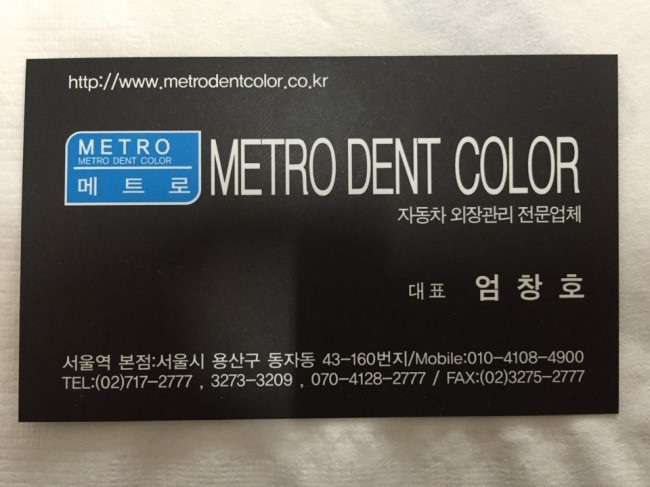 http://www.metrodentcolor.co.kr
METRO
METRO DENT COLOR
메트로
METRO DENT COLOR
자동차 외장관리 전문업체
대표 엄창호
서울역 본점:서울시 용산구 동자동 43-160번지/Mobile:010-4108-4900
TEL:(02)717-2777 , 3273-3209 , 070-4128-2777 / FAX:(02)3275-2777